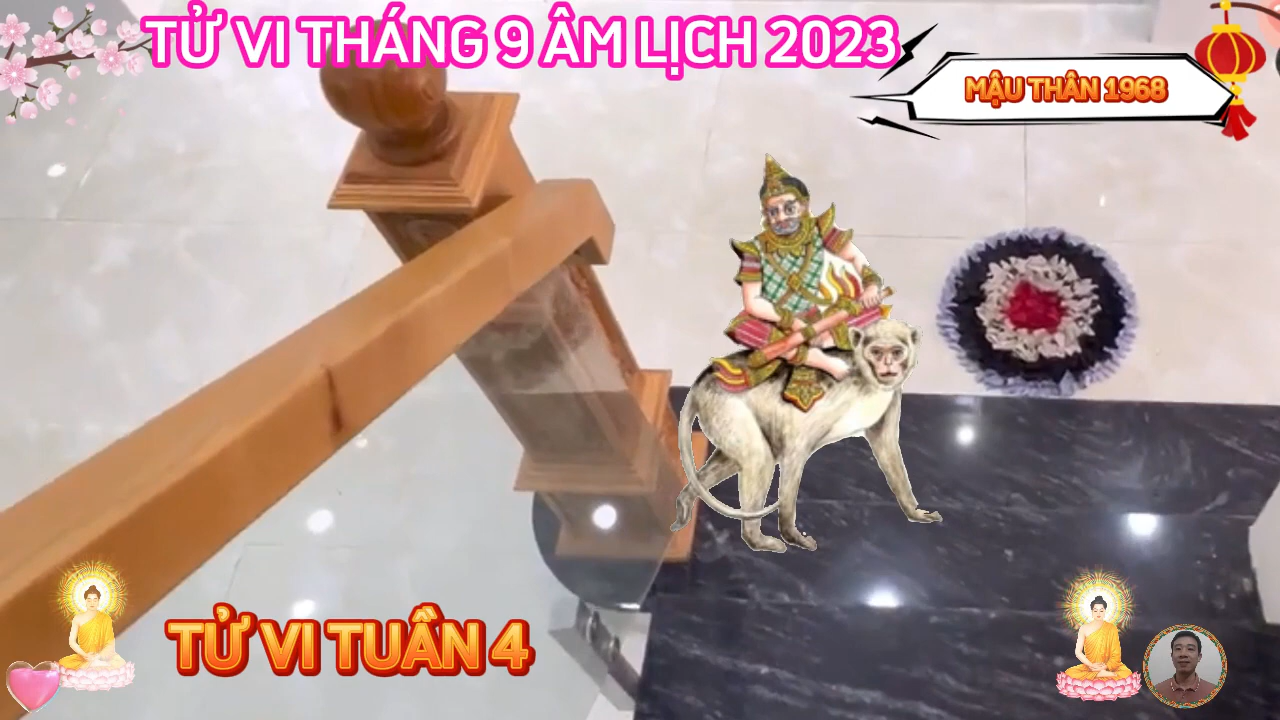 TỬ VI THÁNG 9 ÂM LỊCH 2023
MẬU THÂN 1968
TỬ VI TUẦN 4